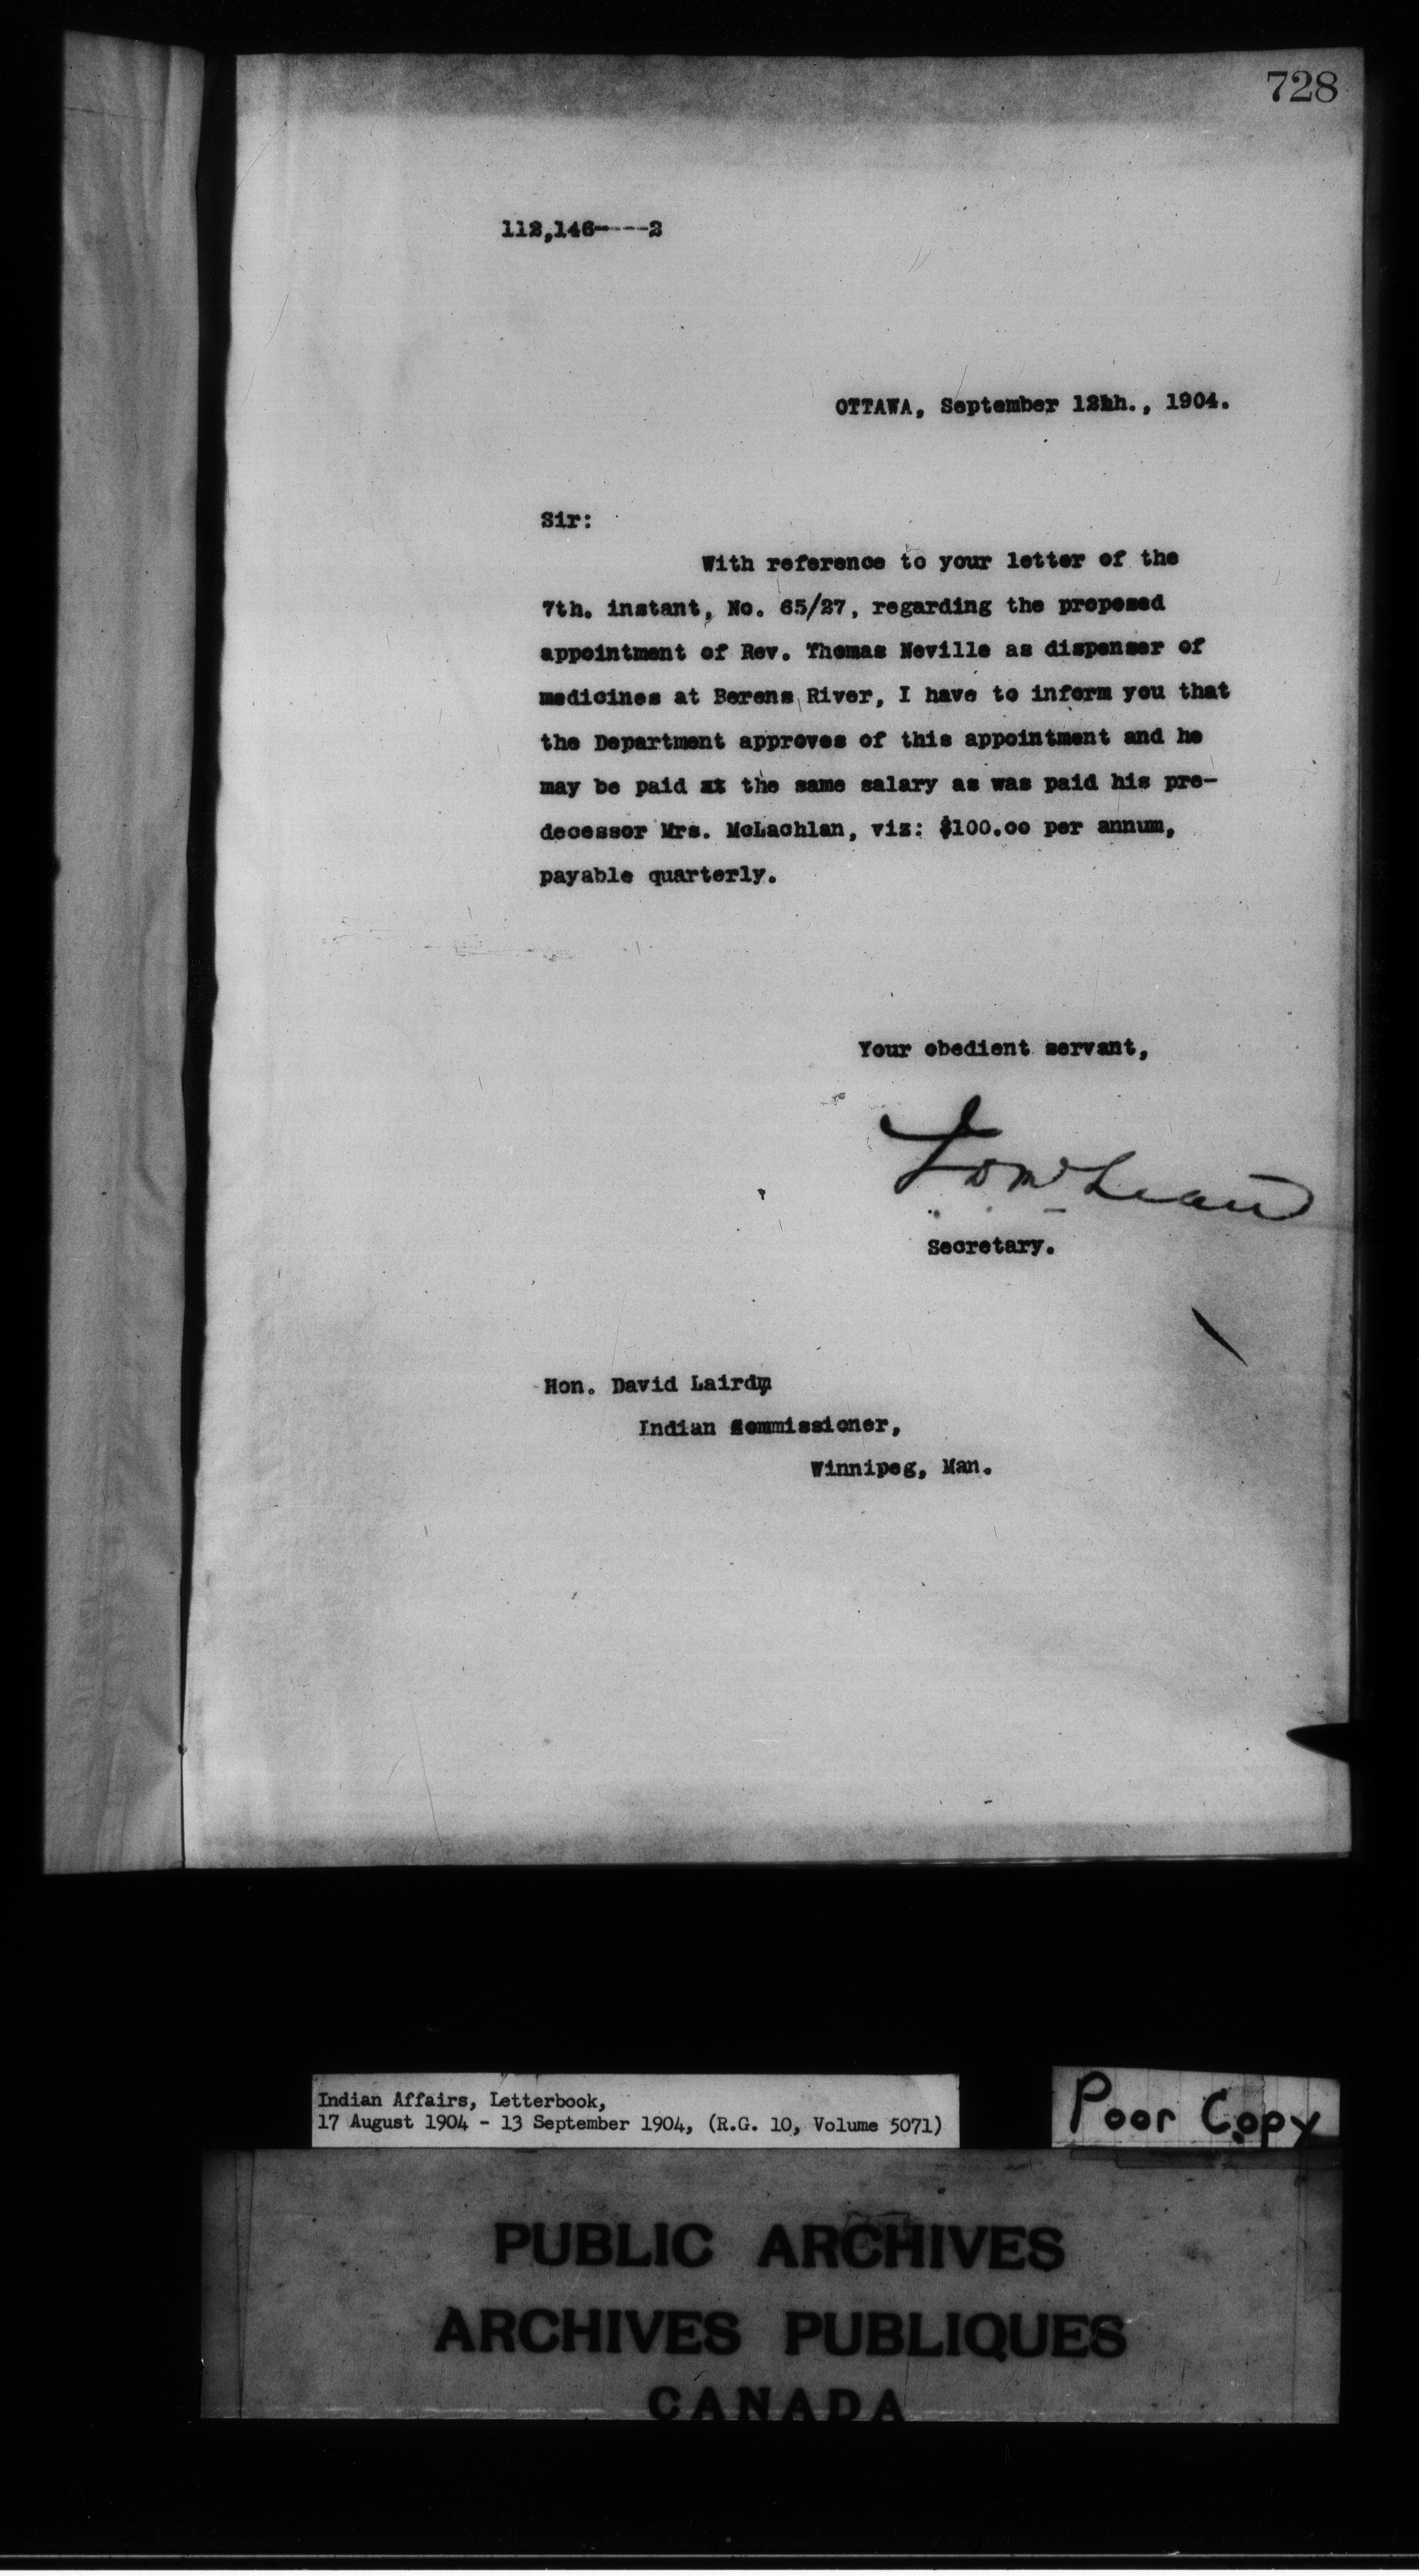 728
112,146----2
OTTAWA, September 12th., 1904.
Sir:
With reference to your letter of the
7th. instant, No. 65/27, regarding the proposed
appointment of Rev. Thomas Neville as dispenser of
medicines at Berens River, I have to inform you that
the Department approves of this appointment and he
may be paid at the same salary as was paid his pre-
decessor Mrs. McLachlan, viz: $100.00 per annum,
payable quarterly.
Your obedient servant,
J D McLean
Secretary.
Hon. David Laird,
Indian Commissioner,
Winnipeg, Man.
Indian Affairs, Letterbook,
17 August 1904 - 13 September 1904, (R.G. 10, Volume 5071)
Poor Copy
PUBLIC ARCHIVES
ARCHIVES PUBLIQUES
CANADA